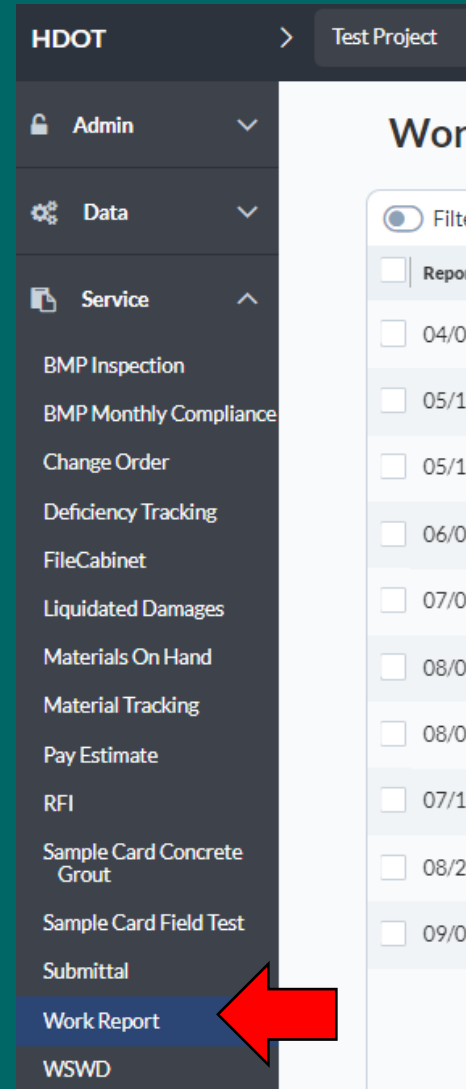 HDOT
Test Project
Admin
Data
Service
BMP Inspection
BMP Monthly Compliance
Change Order
Deficiency Tracking
FileCabinet
Liquidated Damages
Materials On Hand
Material Tracking
Pay Estimate
RFI
Sample Card Concrete
Grout
Sample Card Field Test
Submittal
Work Report
WSWD
Wor
Filte
Repor
04/0
05/1
05/1
06/0
07/0
08/0
08/0
07/1
08/2
09/0